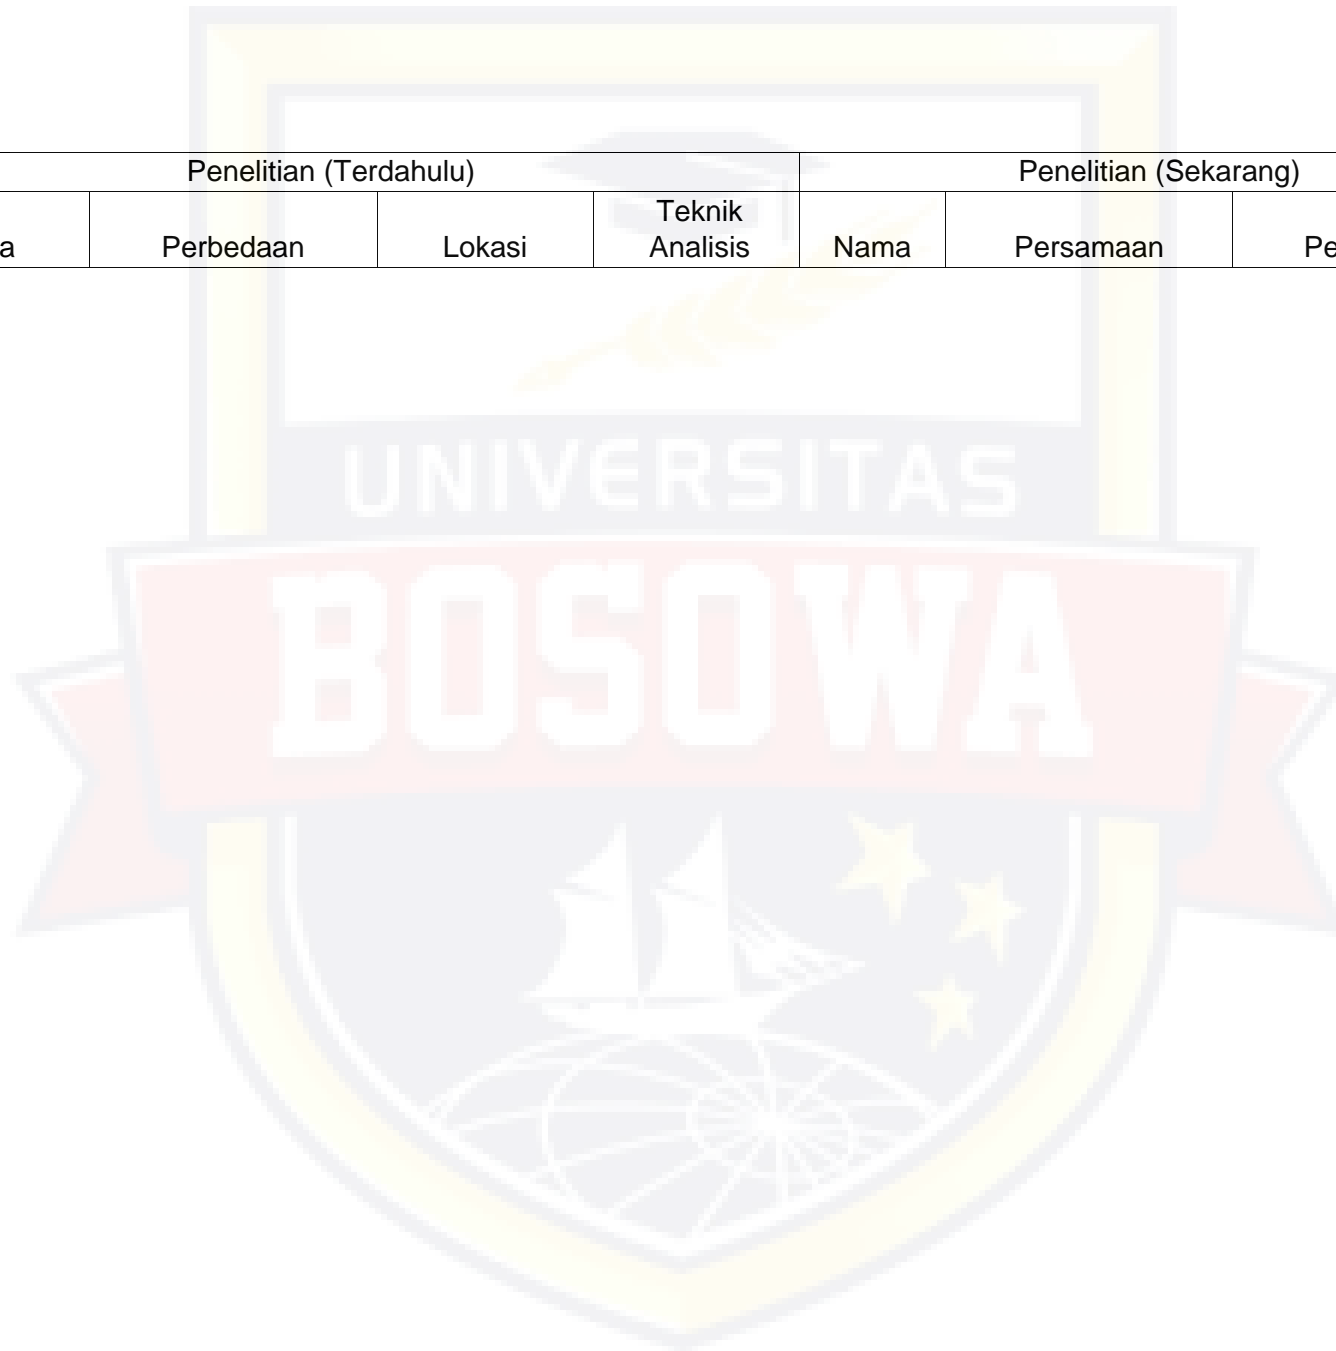 Penelitian (Terdahulu) Penelitian (Sekarang)
a Perbedaan Lokasi Teknik Analisis Nama Persamaan Pe
UNIVERSITAS
BOSOWA